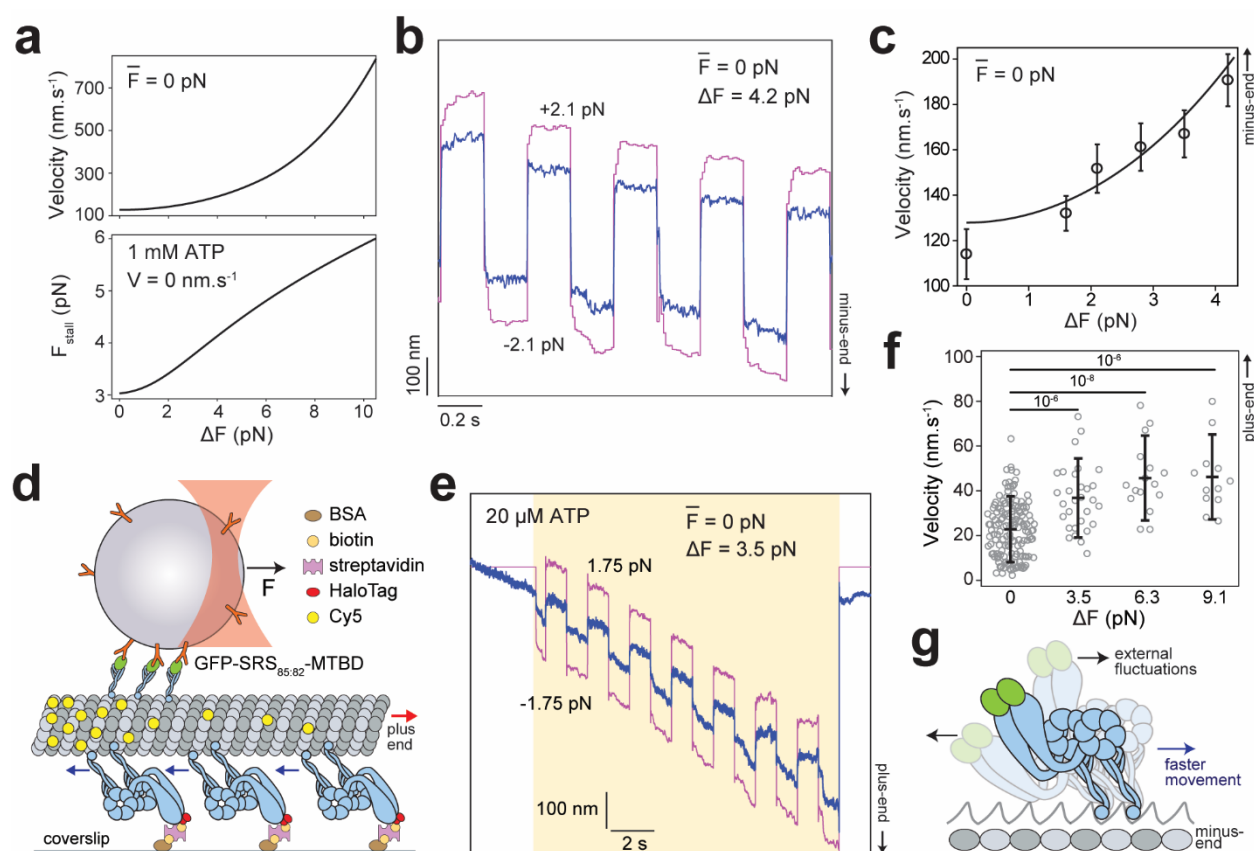 a
F̅ = 0 pN
Velocity (nm.s⁻¹)
700
500
300
100
0 2 4 6 8 10
1 mM ATP
V = 0 nm.s⁻¹
F_stall (pN)
6
5
4
3
0 2 4 6 8 10
ΔF (pN)
b
F̅ = 0 pN
ΔF = 4.2 pN
+2.1 pN
-2.1 pN
100 nm
0.2 s
minus-end
c
F̅ = 0 pN
Velocity (nm.s⁻¹)
200
180
160
140
120
100
0 1 2 3 4
ΔF (pN)
minus-end
d
F
BSA
biotin
streptavidin
HaloTag
Cy5
GFP-SRS₈₅:₈₂-MTBD
plus
end
coverslip
e
20 µM ATP
F̅ = 0 pN
ΔF = 3.5 pN
1.75 pN
-1.75 pN
100 nm
2 s
plus-end
f
10⁻⁶
10⁻⁸
10⁻⁶
Velocity (nm.s⁻¹)
100
80
60
40
20
0
0 3.5 6.3 9.1
ΔF (pN)
plus-end
g
external
fluctuations
faster
movement
minus-
end